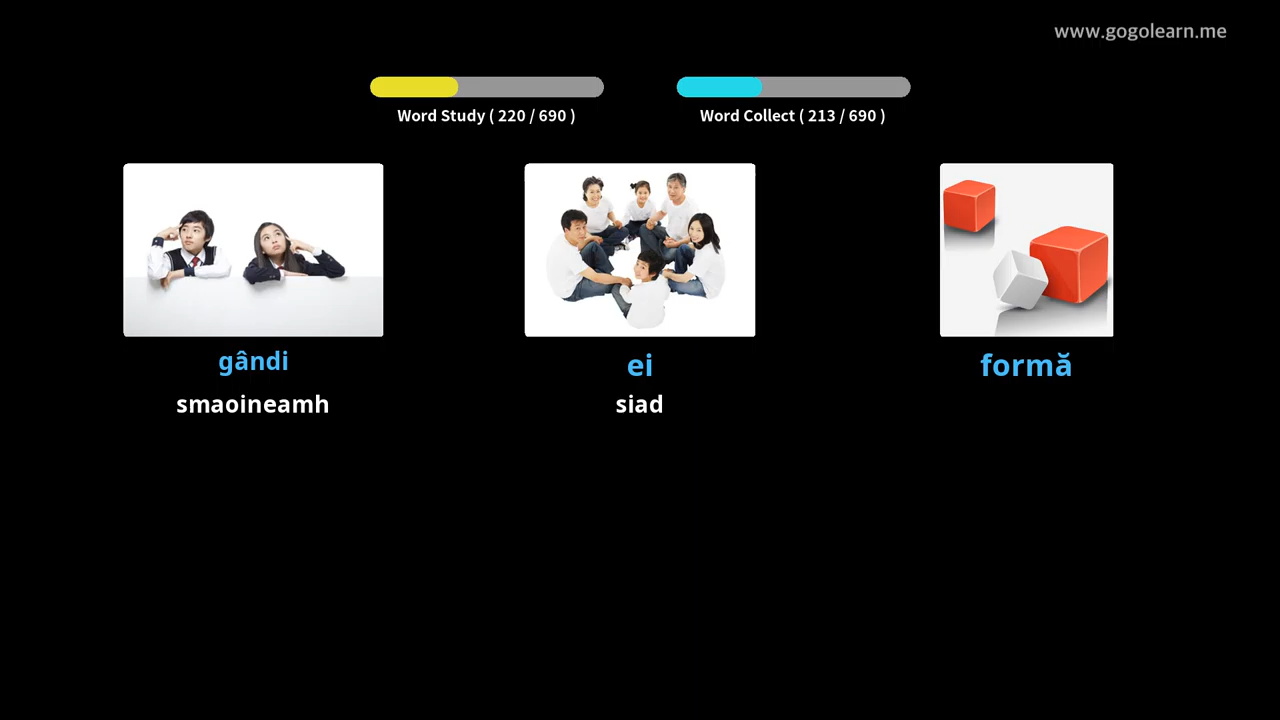 www.gogolearn.me
Word Study ( 220 / 690 )
Word Collect ( 213 / 690 )
gândi
ei
formă
smaoineamh
siad